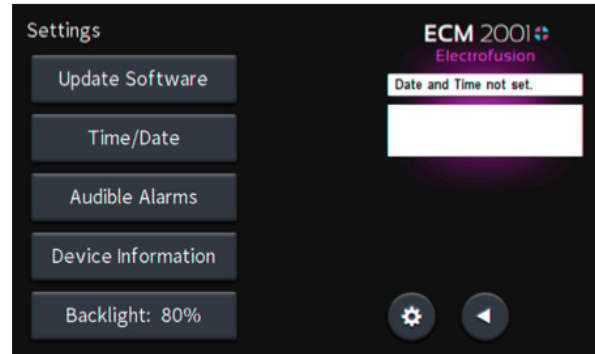 Settings
Update Software
Time/Date
Audible Alarms
Device Information
Backlight: 80%
ECM 2001
Electrofusion
Date and Time not set.